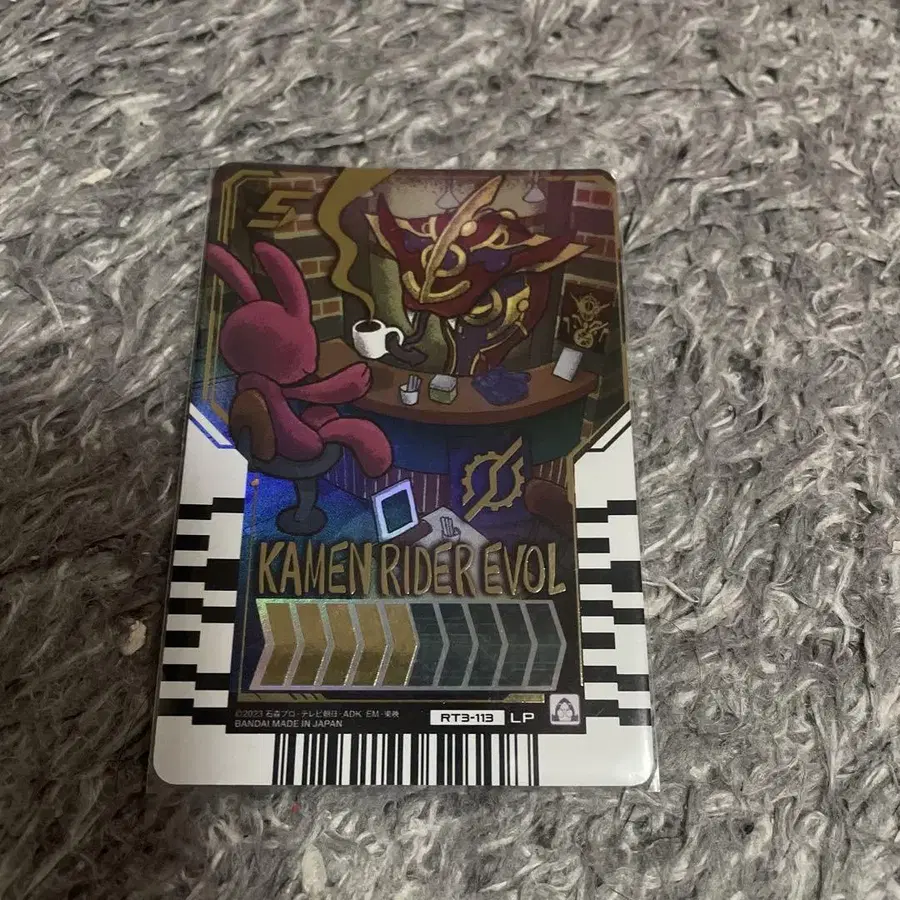 5
KAMEN RIDER EVOL
©2023 石森プロ・テレビ朝日・ADK EM・東映
BANDAI MADE IN JAPAN
RT3-113 LP